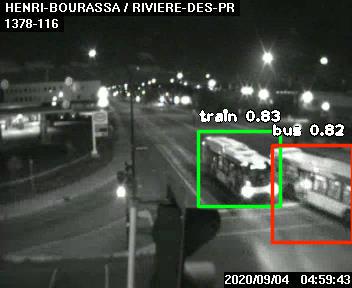 HENRI-BOURASSA / RIVIERE-DES-PR
1378-116
train 0.83
bus 0.82
2020/09/04 04:59:43